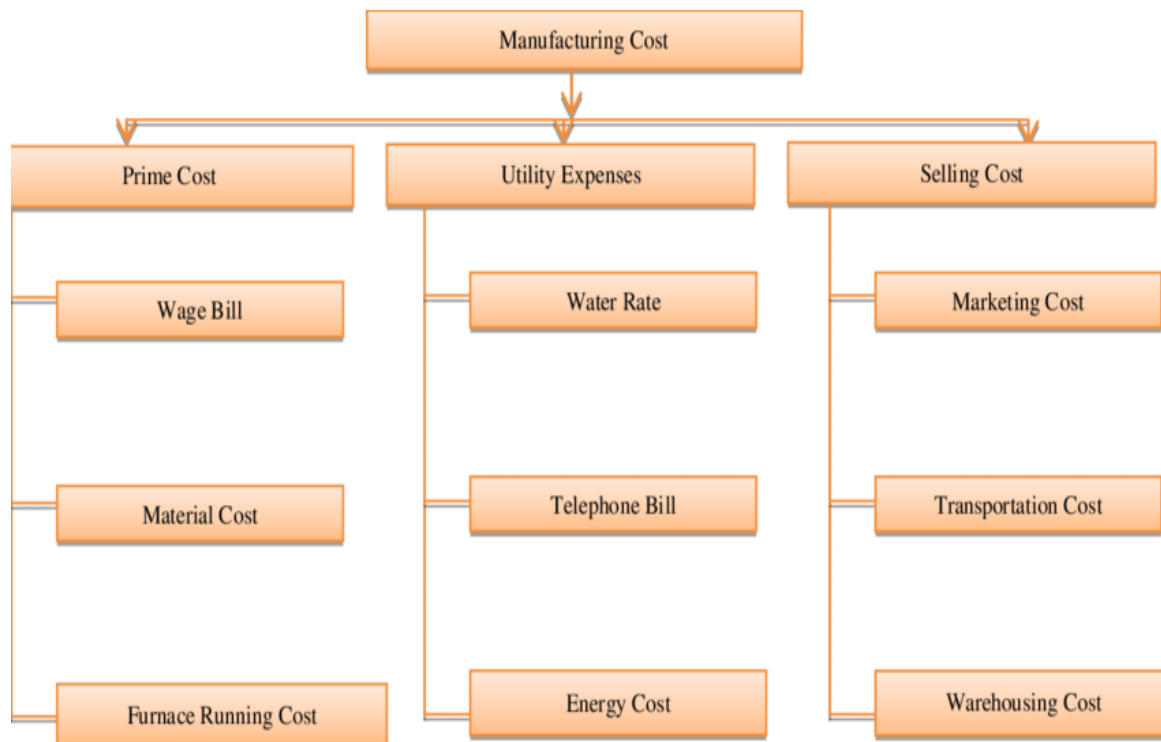 Manufacturing Cost
Prime Cost
Utility Expenses
Selling Cost
Wage Bill
Water Rate
Marketing Cost
Material Cost
Telephone Bill
Transportation Cost
Furnace Running Cost
Energy Cost
Warehousing Cost